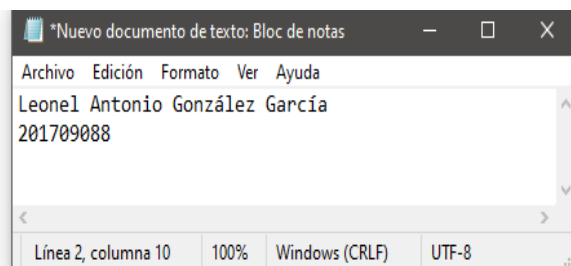 *Nuevo documento de texto: Bloc de notas
Archivo Edición Formato Ver Ayuda
Leonel Antonio González García
201709088
Línea 2, columna 10 100% Windows (CRLF) UTF-8